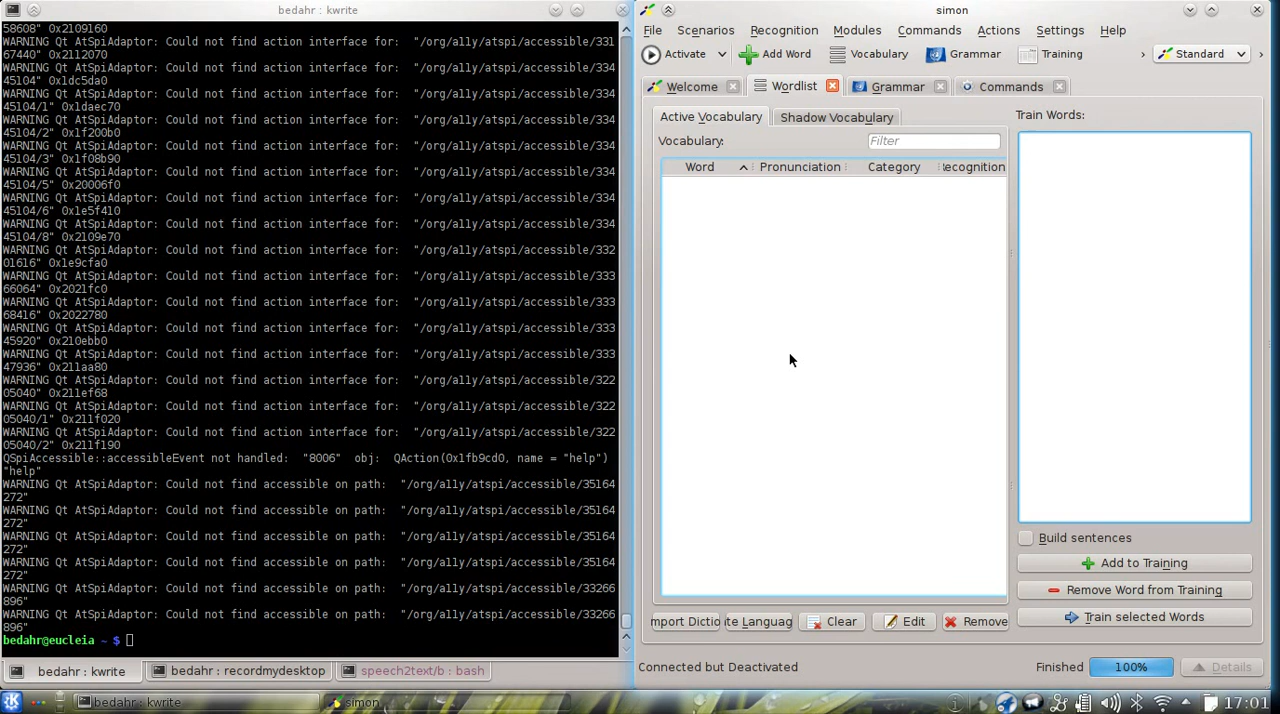 bedahr : kwrite
58608" 0x2109160
WARNING Qt AtSpiAdaptor: Could not find action interface for: "/org/a11y/atspi/accessible/331
67440" 0x2112070
WARNING Qt AtSpiAdaptor: Could not find action interface for: "/org/a11y/atspi/accessible/334
45104" 0x1dc5da0
WARNING Qt AtSpiAdaptor: Could not find action interface for: "/org/a11y/atspi/accessible/334
45104/1" 0x1daec70
WARNING Qt AtSpiAdaptor: Could not find action interface for: "/org/a11y/atspi/accessible/334
45104/2" 0x1f200b0
WARNING Qt AtSpiAdaptor: Could not find action interface for: "/org/a11y/atspi/accessible/334
45104/3" 0x1f08b90
WARNING Qt AtSpiAdaptor: Could not find action interface for: "/org/a11y/atspi/accessible/334
45104/5" 0x20006f0
WARNING Qt AtSpiAdaptor: Could not find action interface for: "/org/a11y/atspi/accessible/334
45104/6" 0x1e5f410
WARNING Qt AtSpiAdaptor: Could not find action interface for: "/org/a11y/atspi/accessible/334
45104/8" 0x2109e70
WARNING Qt AtSpiAdaptor: Could not find action interface for: "/org/a11y/atspi/accessible/332
01616" 0x1e9cfa0
WARNING Qt AtSpiAdaptor: Could not find action interface for: "/org/a11y/atspi/accessible/333
66064" 0x2021fc0
WARNING Qt AtSpiAdaptor: Could not find action interface for: "/org/a11y/atspi/accessible/333
68416" 0x2022780
WARNING Qt AtSpiAdaptor: Could not find action interface for: "/org/a11y/atspi/accessible/333
45920" 0x210ebb0
WARNING Qt AtSpiAdaptor: Could not find action interface for: "/org/a11y/atspi/accessible/333
47936" 0x211aa80
WARNING Qt AtSpiAdaptor: Could not find action interface for: "/org/a11y/atspi/accessible/322
05040" 0x211ef68
WARNING Qt AtSpiAdaptor: Could not find action interface for: "/org/a11y/atspi/accessible/322
05040/1" 0x211f020
WARNING Qt AtSpiAdaptor: Could not find action interface for: "/org/a11y/atspi/accessible/322
05040/2" 0x211f190
QSpiAccessible::accessibleEvent not handled: "8006" obj: QAction(0x1fb9cd0, name = "help")
"help"
WARNING Qt AtSpiAdaptor: Could not find accessible on path: "/org/a11y/atspi/accessible/35164
272"
WARNING Qt AtSpiAdaptor: Could not find accessible on path: "/org/a11y/atspi/accessible/35164
272"
WARNING Qt AtSpiAdaptor: Could not find accessible on path: "/org/a11y/atspi/accessible/35164
272"
WARNING Qt AtSpiAdaptor: Could not find accessible on path: "/org/a11y/atspi/accessible/35164
272"
WARNING Qt AtSpiAdaptor: Could not find accessible on path: "/org/a11y/atspi/accessible/33266
896"
WARNING Qt AtSpiAdaptor: Could not find accessible on path: "/org/a11y/atspi/accessible/33266
896"
bedahr@eucleia ~ $
bedahr : kwrite
bedahr : recordmydesktop
speech2text/b : bash
simon
File Scenarios Recognition Modules Commands Actions Settings Help
Activate Add Word Vocabulary Grammar Training Standard
Welcome Wordlist Grammar Commands
Active Vocabulary Shadow Vocabulary
Vocabulary: Filter
Word Pronunciation Category Recognition
Train Words:
Build sentences
Add to Training
Remove Word from Training
Train selected Words
mport Dictio te Languag Clear Edit Remove
Connected but Deactivated Finished 100% Details
bedahr : kwrite simon 17:01